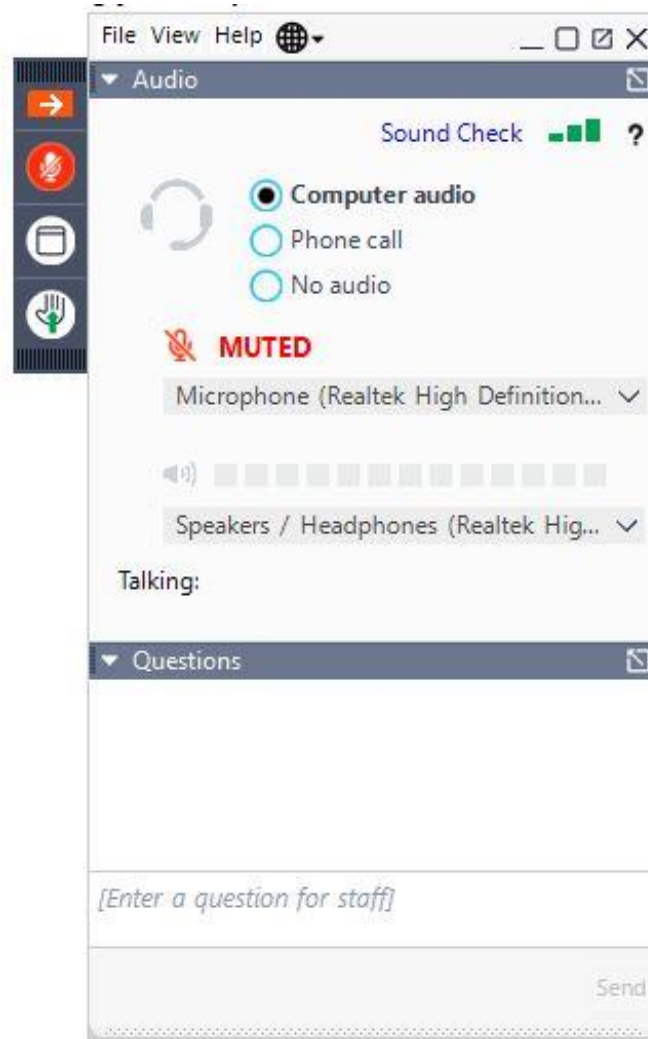 File View Help
Audio
Sound Check ?
Computer audio
Phone call
No audio
MUTED
Microphone (Realtek High Definition...
Speakers / Headphones (Realtek Hig...
Talking:
Questions
[Enter a question for staff]
Send